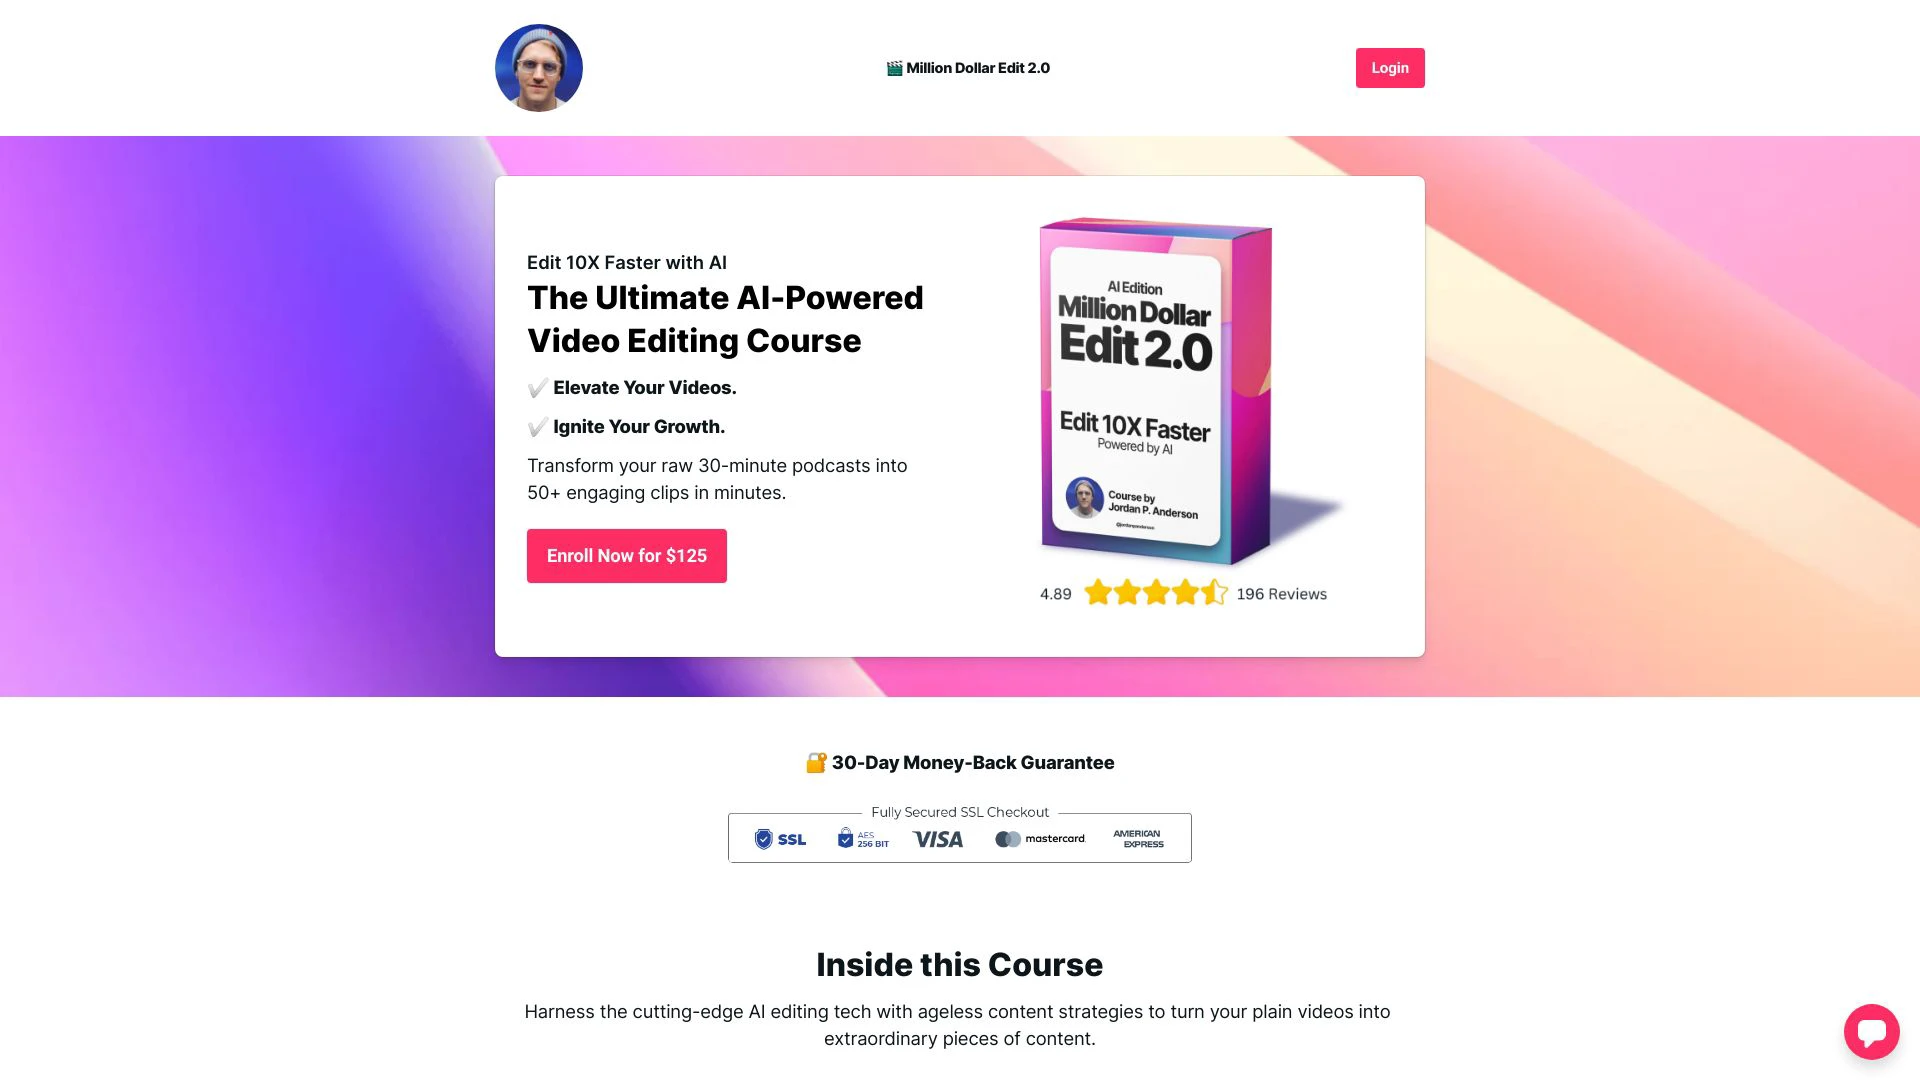 🎬 Million Dollar Edit 2.0
Login
Edit 10X Faster with AI
The Ultimate AI-Powered
Video Editing Course
✔️ Elevate Your Videos.
✔️ Ignite Your Growth.
Transform your raw 30-minute podcasts into
50+ engaging clips in minutes.
Enroll Now for $125
AI Edition
Million Dollar
Edit 2.0
Edit 10X Faster
Powered by AI
Course by
Jordan P. Anderson
@jordanpanderson
4.89
196 Reviews
🔐 30-Day Money-Back Guarantee
Fully Secured SSL Checkout
SSL
AES
256 BIT
VISA
mastercard.
AMERICAN
EXPRESS
Inside this Course
Harness the cutting-edge AI editing tech with ageless content strategies to turn your plain videos into
extraordinary pieces of content.